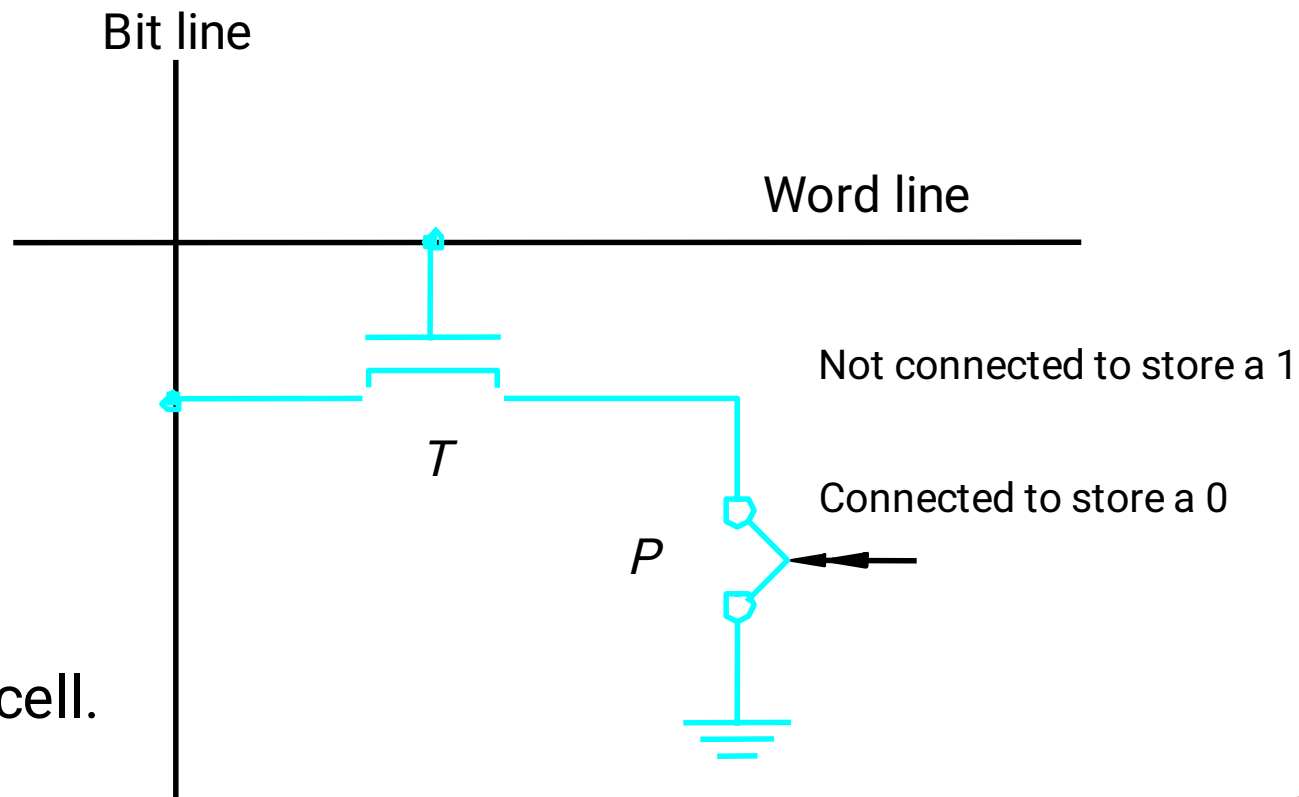 Bit line
Word line
Not connected to store a 1
T
Connected to store a 0
P
cell.